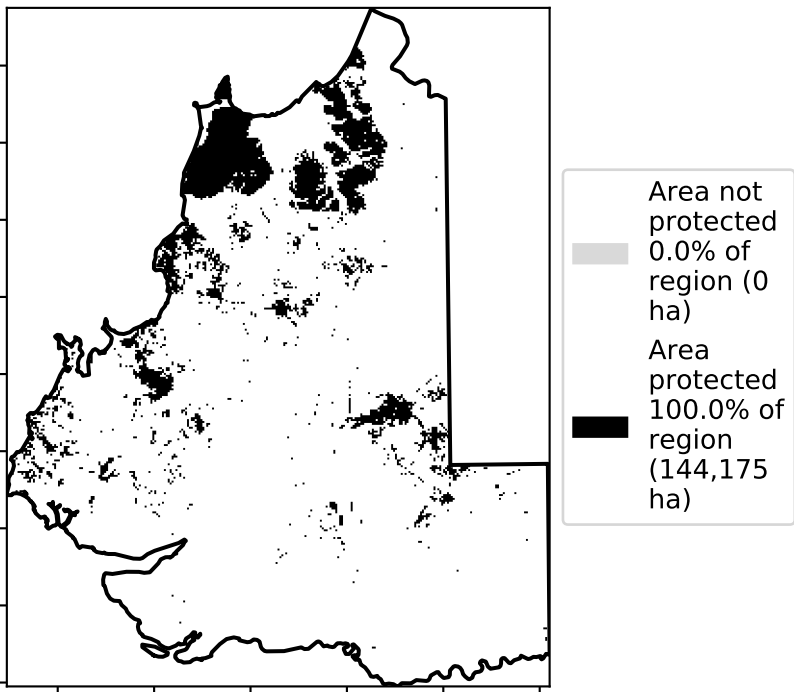 Area not
protected
0.0% of
region (0
ha)
Area
protected
100.0% of
region
(144,175
ha)